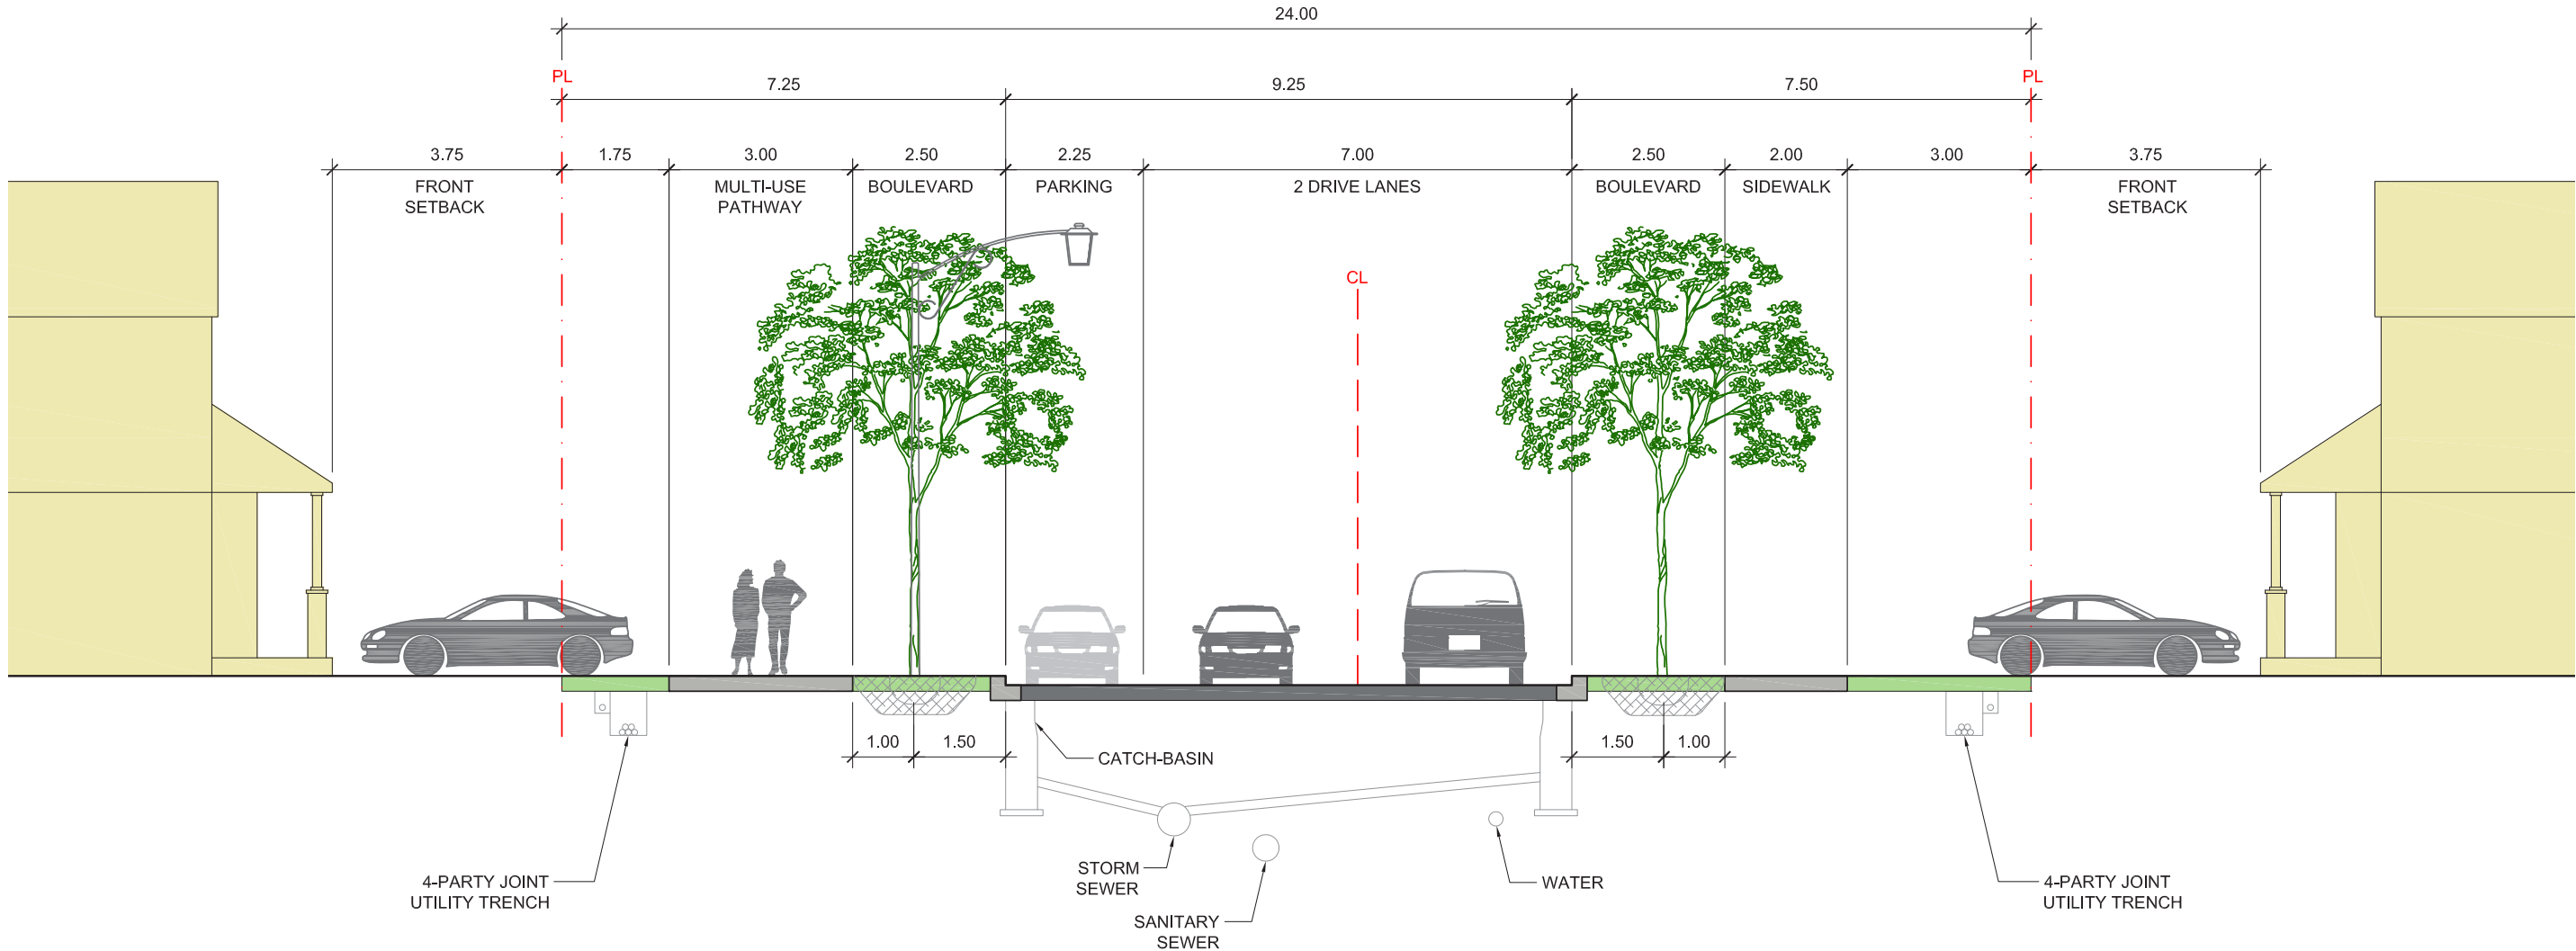 24.00
PL
7.25
9.25
7.50
PL
3.75
1.75
3.00
2.50
2.25
7.00
2.50
2.00
3.00
3.75
FRONT
SETBACK
MULTI-USE
PATHWAY
BOULEVARD
PARKING
2 DRIVE LANES
BOULEVARD
SIDEWALK
FRONT
SETBACK
CL
1.00
1.50
1.50
1.00
CATCH-BASIN
STORM
SEWER
SANITARY
SEWER
WATER
4-PARTY JOINT
UTILITY TRENCH
4-PARTY JOINT
UTILITY TRENCH